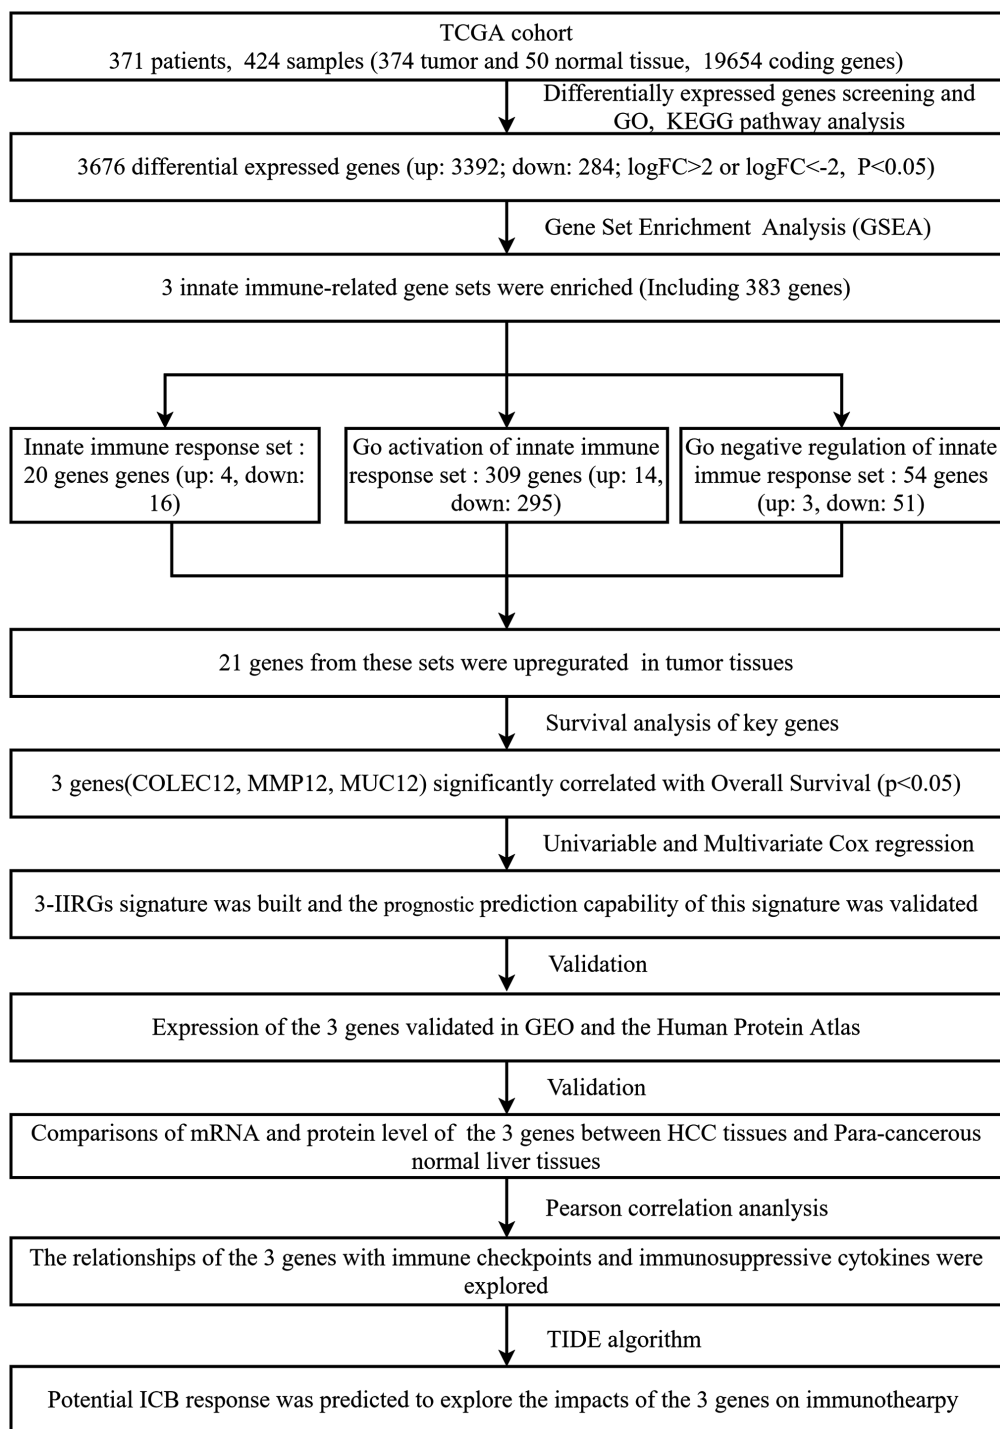 TCGA cohort
371 patients, 424 samples (374 tumor and 50 normal tissue, 19654 coding genes)
Differentially expressed genes screening and
GO, KEGG pathway analysis
3676 differential expressed genes (up: 3392; down: 284; logFC>2 or logFC<-2, P<0.05)
Gene Set Enrichment Analysis (GSEA)
3 innate immune-related gene sets were enriched (Including 383 genes)
Innate immune response set :
20 genes genes (up: 4, down:
16)
Go activation of innate immune
response set : 309 genes (up: 14,
down: 295)
Go negative regulation of innate
immue response set : 54 genes
(up: 3, down: 51)
21 genes from these sets were upregurated in tumor tissues
Survival analysis of key genes
3 genes(COLEC12, MMP12, MUC12) significantly correlated with Overall Survival (p<0.05)
Univariable and Multivariate Cox regression
3-IIRGs signature was built and the prognostic prediction capability of this signature was validated
Validation
Expression of the 3 genes validated in GEO and the Human Protein Atlas
Validation
Comparisons of mRNA and protein level of the 3 genes between HCC tissues and Para-cancerous
normal liver tissues
Pearson correlation ananlysis
The relationships of the 3 genes with immune checkpoints and immunosuppressive cytokines were
explored
TIDE algorithm
Potential ICB response was predicted to explore the impacts of the 3 genes on immunothearpy